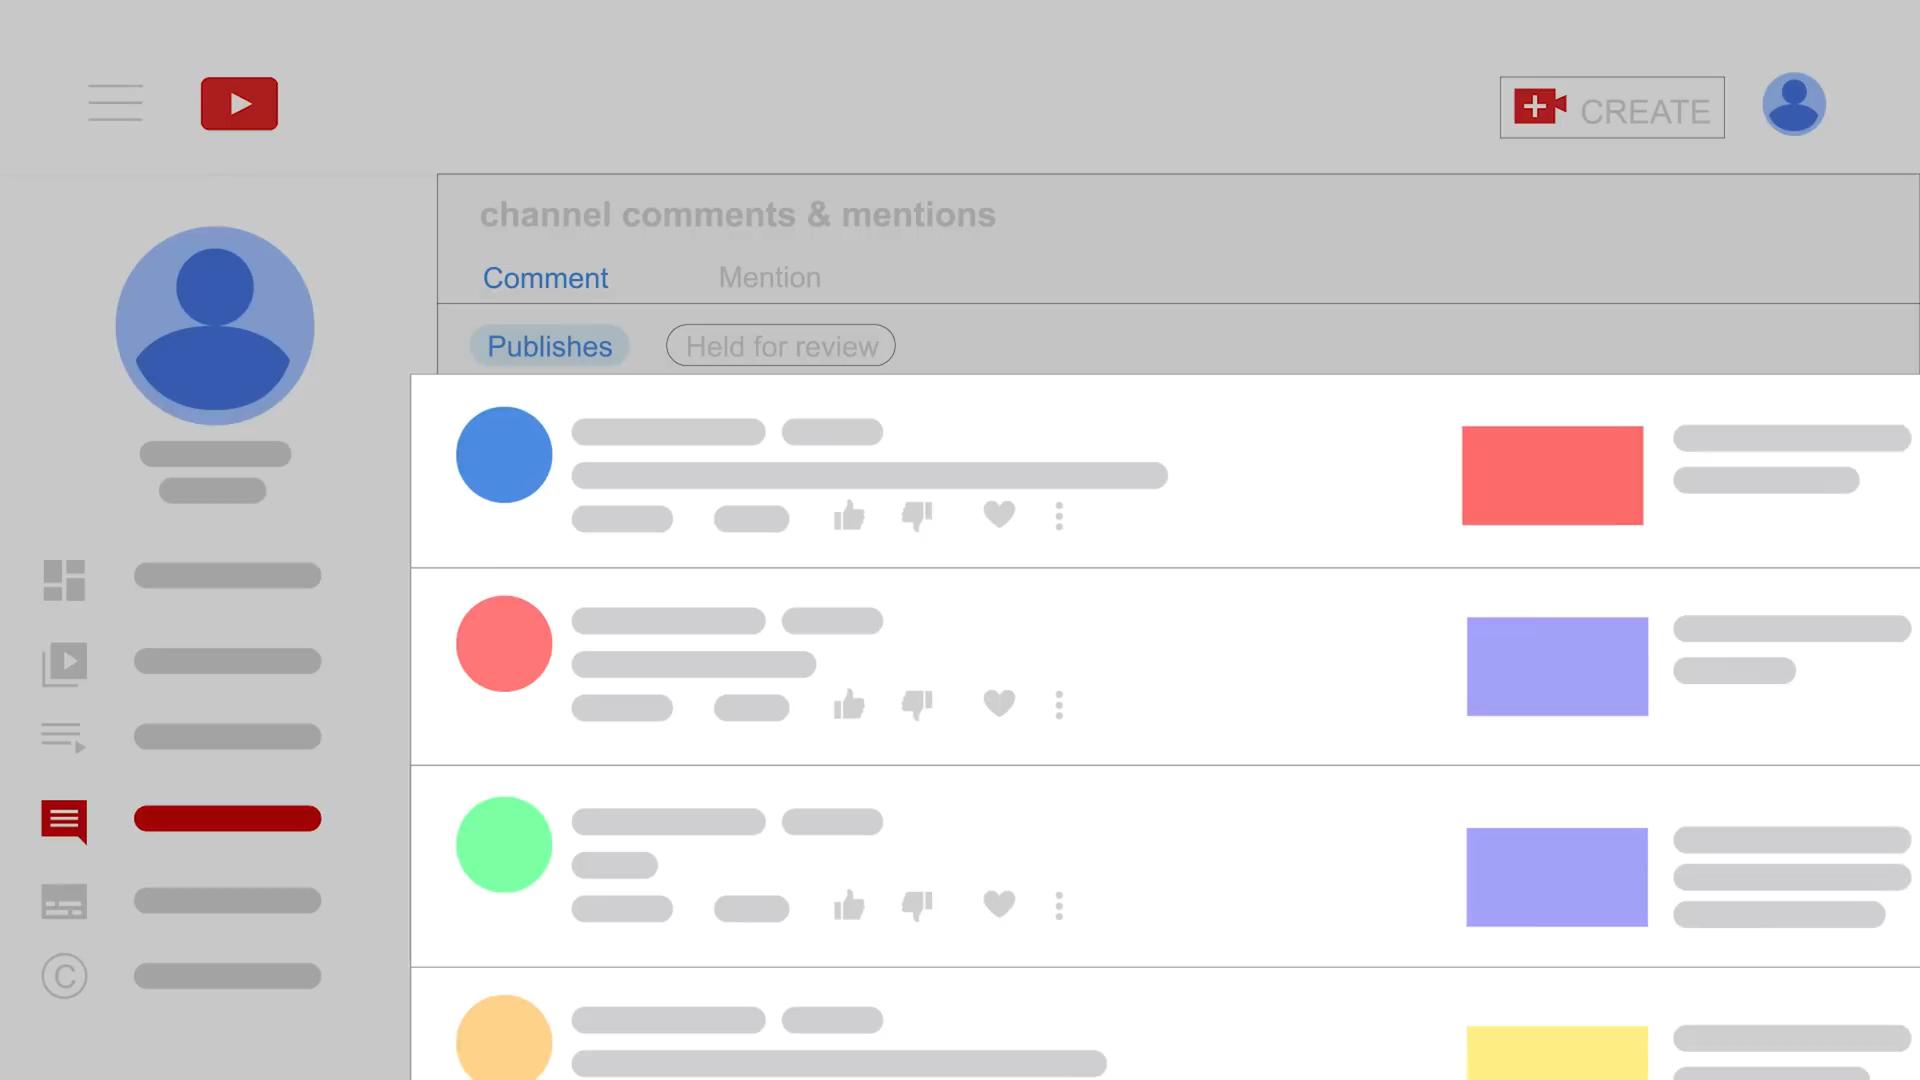 CREATE
channel comments & mentions
Comment Mention
Publishes Held for review